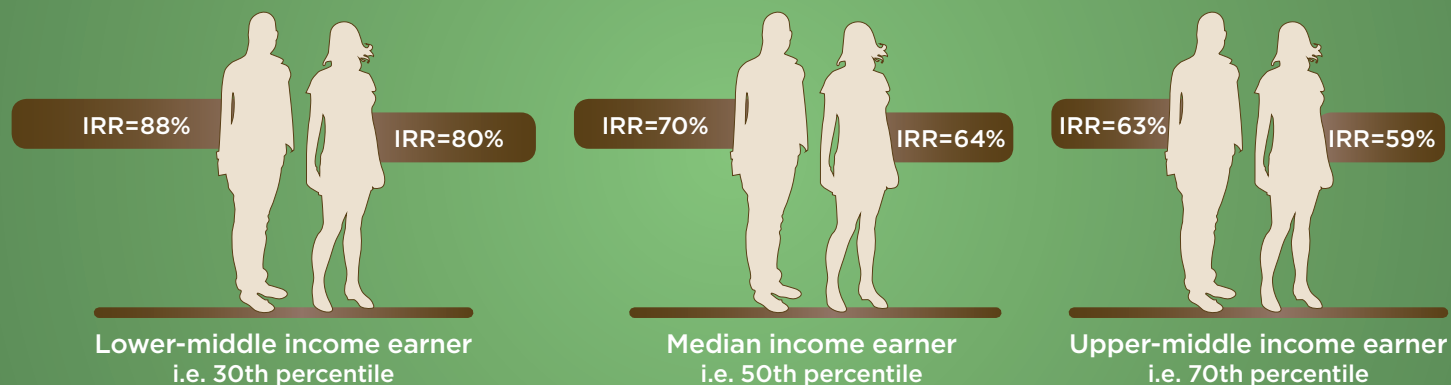 IRR=88%
IRR=80%
Lower-middle income earner
i.e. 30th percentile
IRR=70%
IRR=64%
Median income earner
i.e. 50th percentile
IRR=63%
IRR=59%
Upper-middle income earner
i.e. 70th percentile